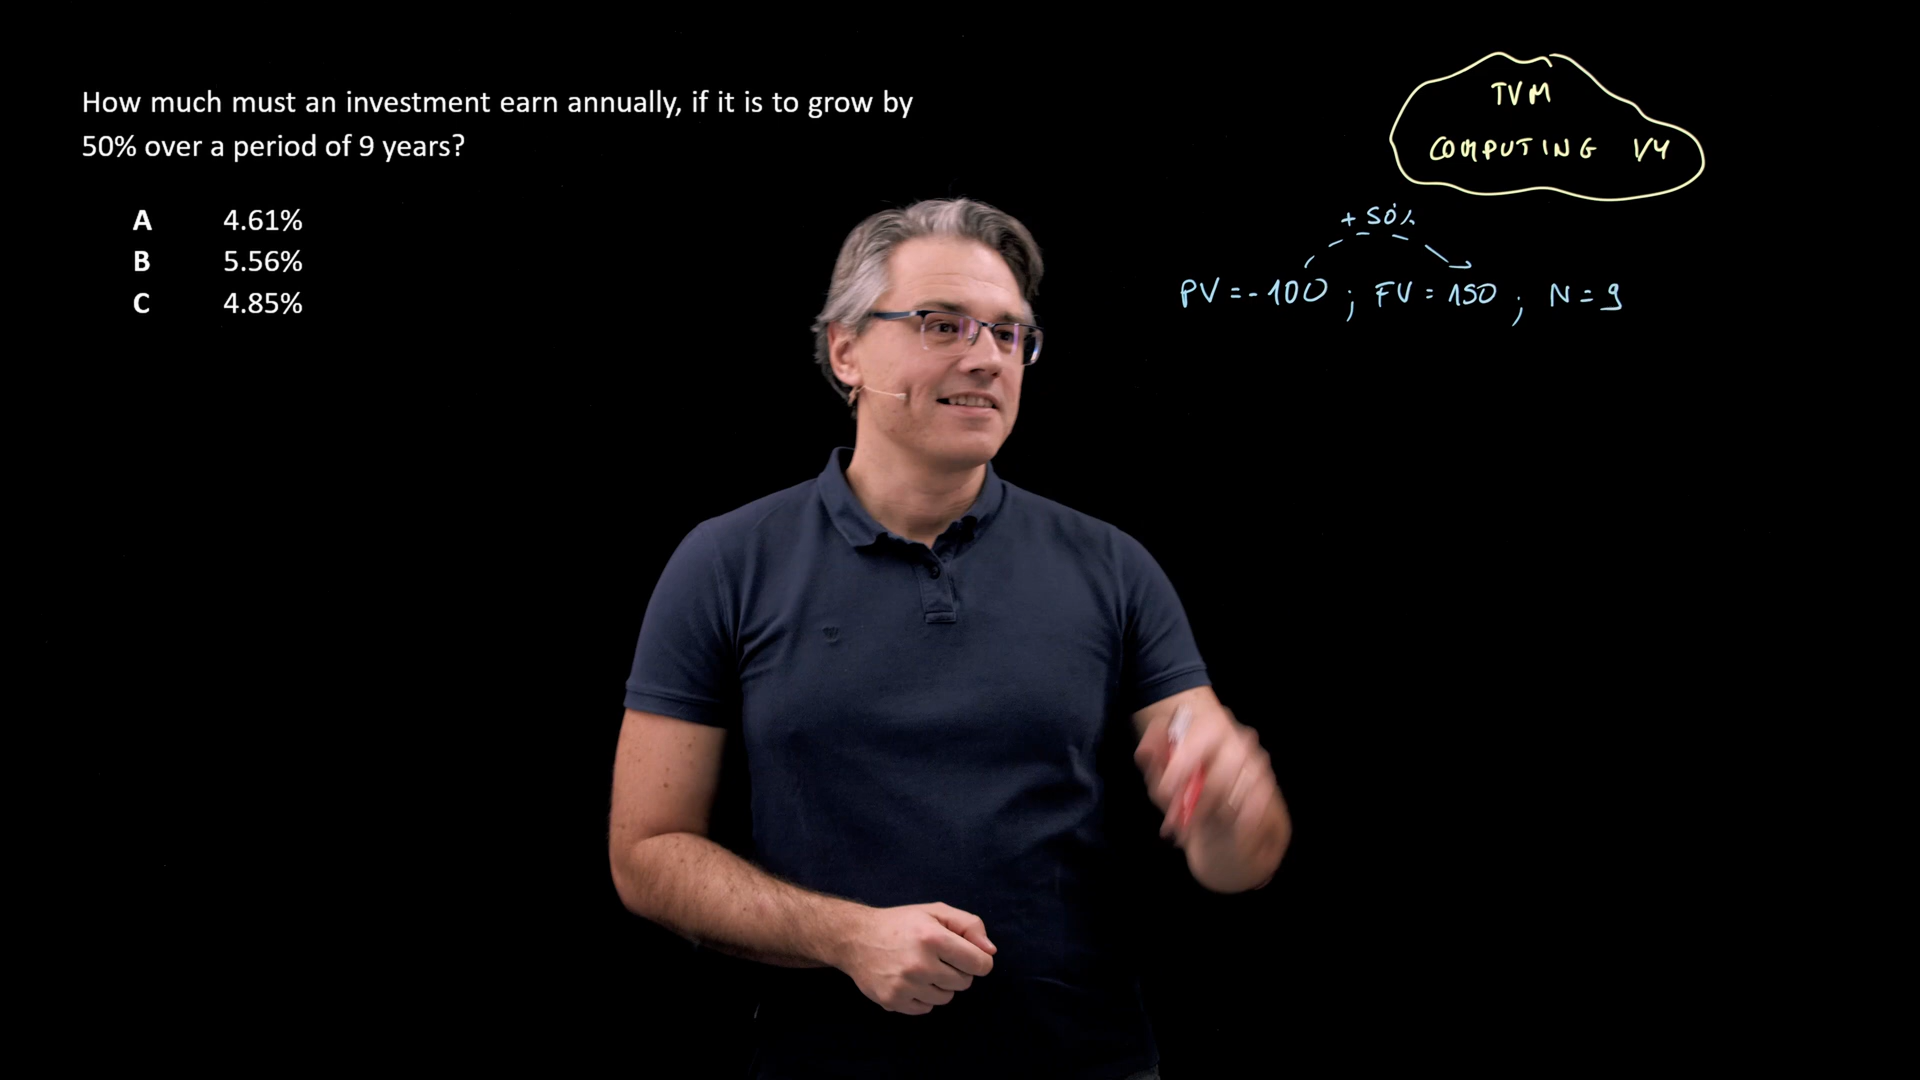 How much must an investment earn annually, if it is to grow by
50% over a period of 9 years?
A 4.61%
B 5.56%
C 4.85%
TVM
COMPUTING I/Y
+50%
PV=-100 ; FV=150 ; N=9